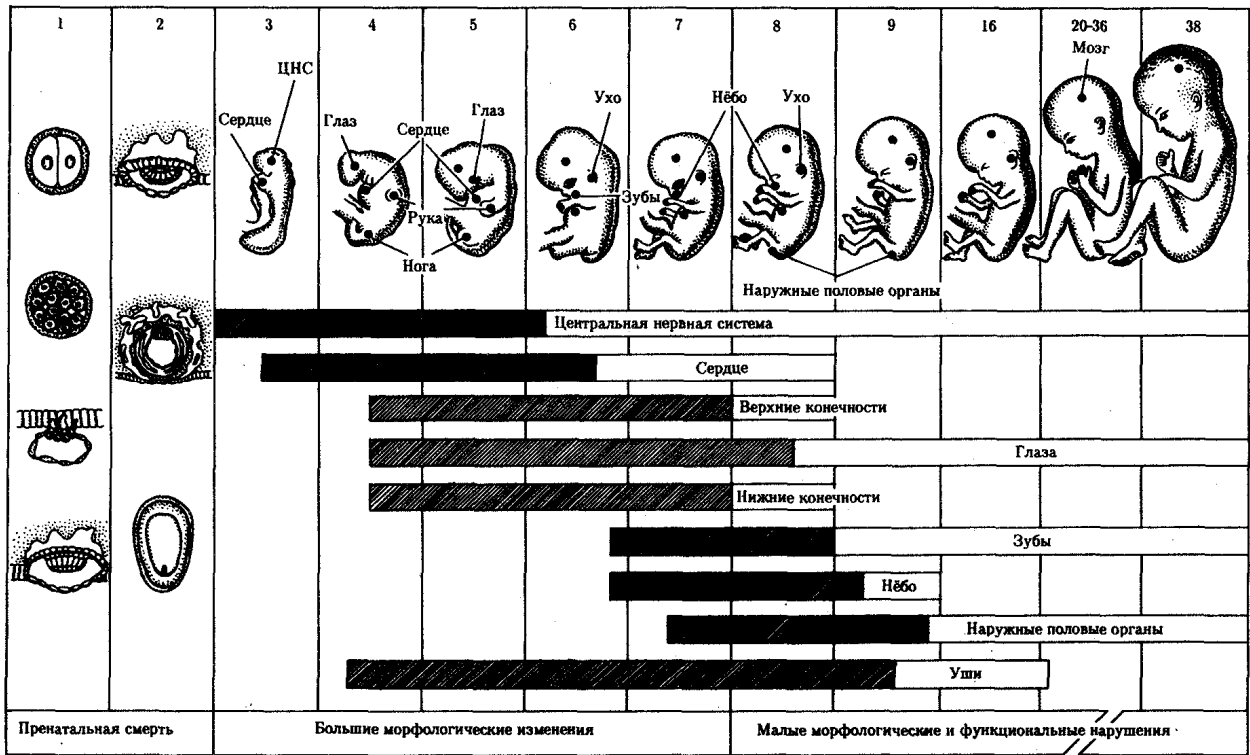 1 2 3 4 5 6 7 8 9 16 20-36 38
Мозг
ЦНС
Сердце
Глаз
Сердце
Глаз
Ухо
Нёбо
Ухо
Рука
Зубы
Нога
Наружные половые органы
Центральная нервная система
Сердце
Верхние конечности
Глаза
Нижние конечности
Зубы
Нёбо
Наружные половые органы
Уши
Пренатальная смерть
Большие морфологические изменения
Малые морфологические и функциональные нарушения